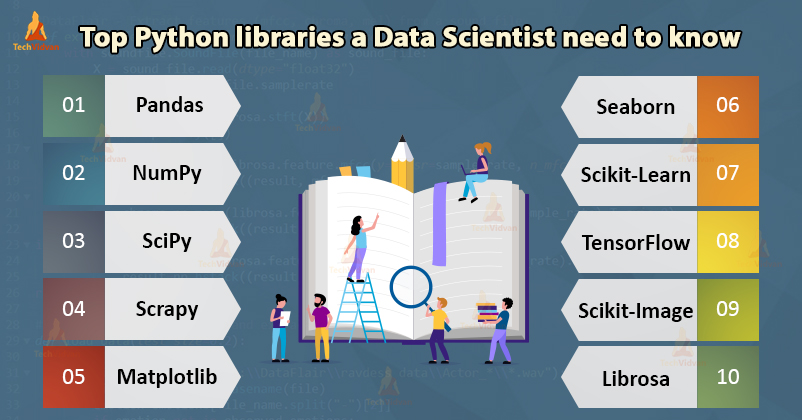 TechVidvan
Top Python libraries a Data Scientist need to know
01 Pandas
02 NumPy
03 SciPy
04 Scrapy
05 Matplotlib
Seaborn 06
Scikit-Learn 07
TensorFlow 08
Scikit-Image 09
Librosa 10